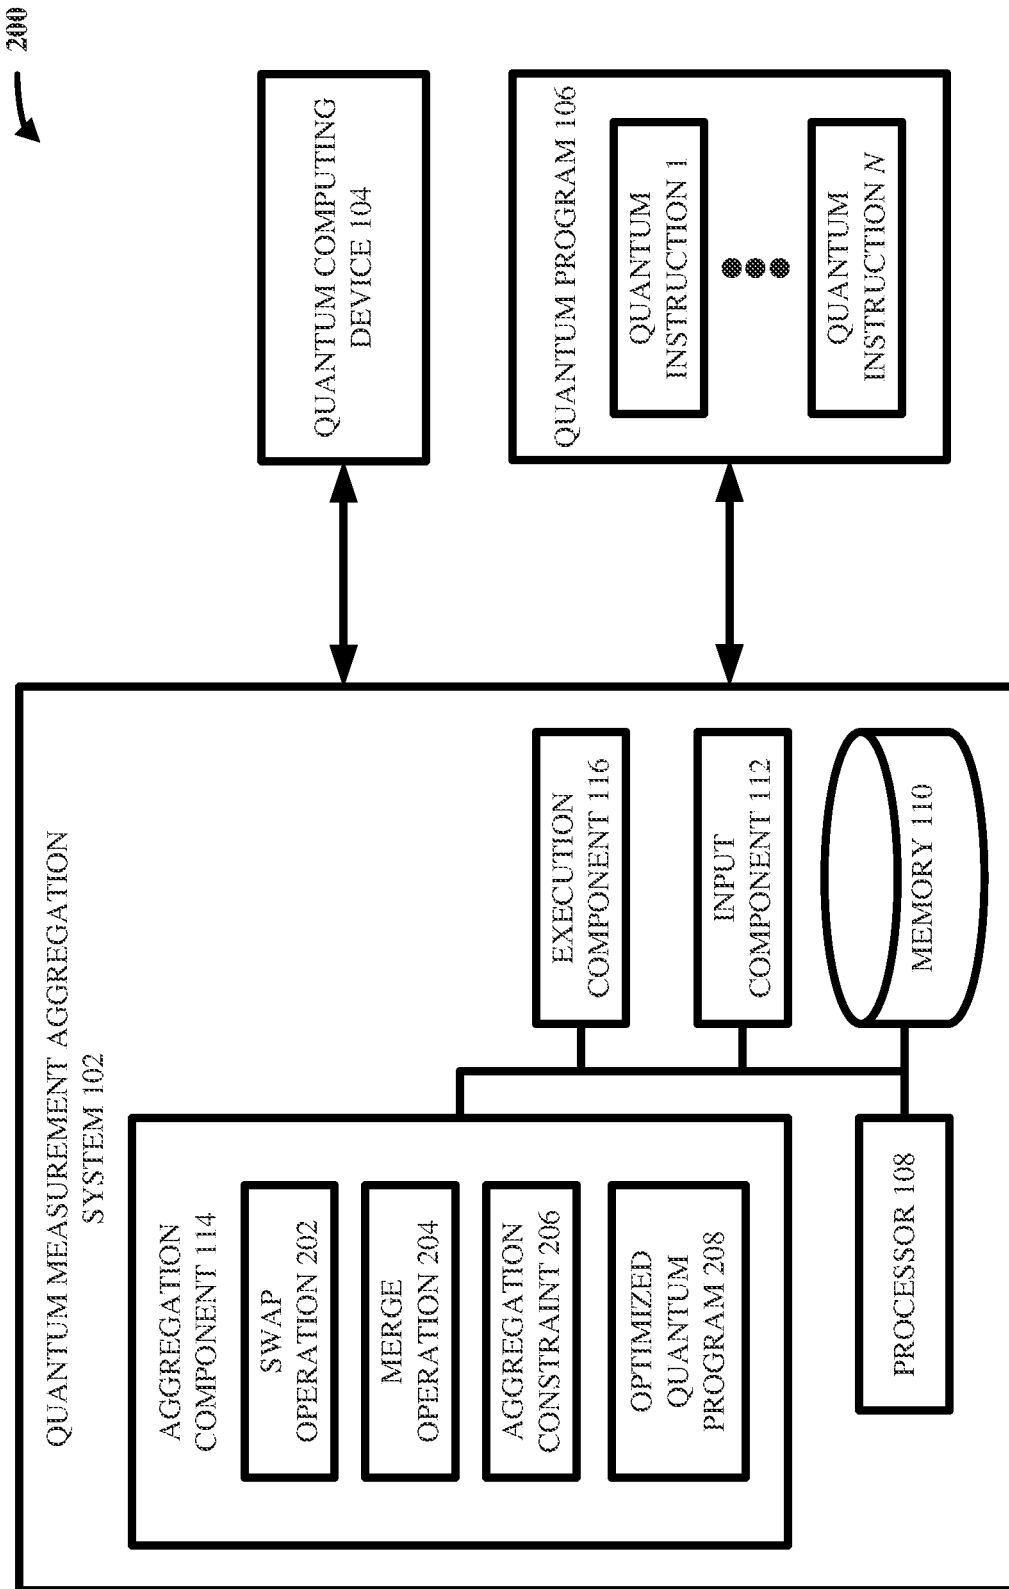 200
QUANTUM MEASUREMENT AGGREGATION
SYSTEM 102
AGGREGATION
COMPONENT 114
SWAP
OPERATION 202
MERGE
OPERATION 204
AGGREGATION
CONSTRAINT 206
OPTIMIZED
QUANTUM
PROGRAM 208
PROCESSOR 108
EXECUTION
COMPONENT 116
INPUT
COMPONENT 112
MEMORY 110
QUANTUM COMPUTING
DEVICE 104
QUANTUM PROGRAM 106
QUANTUM
INSTRUCTION 1
QUANTUM
INSTRUCTION N